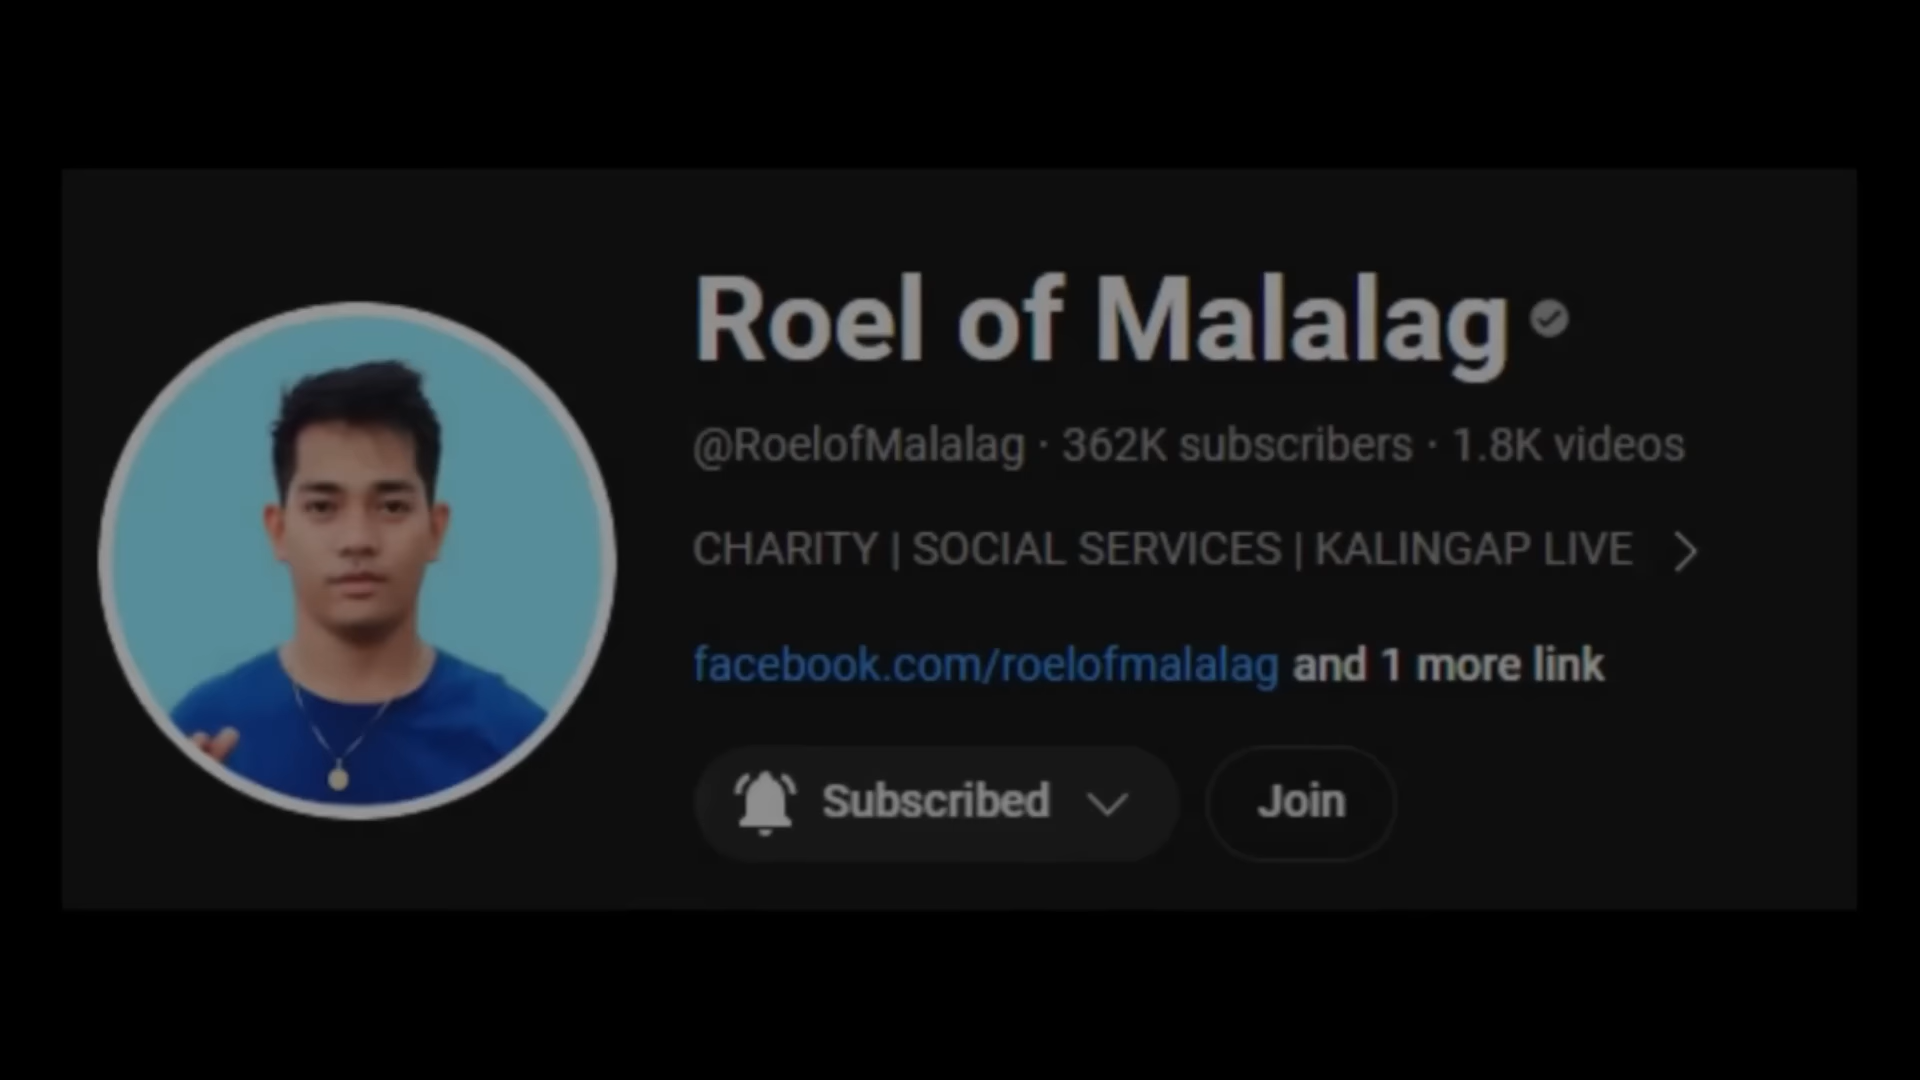 Roel of Malalag
@RoelofMalalag · 362K subscribers · 1.8K videos
CHARITY | SOCIAL SERVICES | KALINGAP LIVE
facebook.com/roelofmalalag and 1 more link
Subscribed
Join